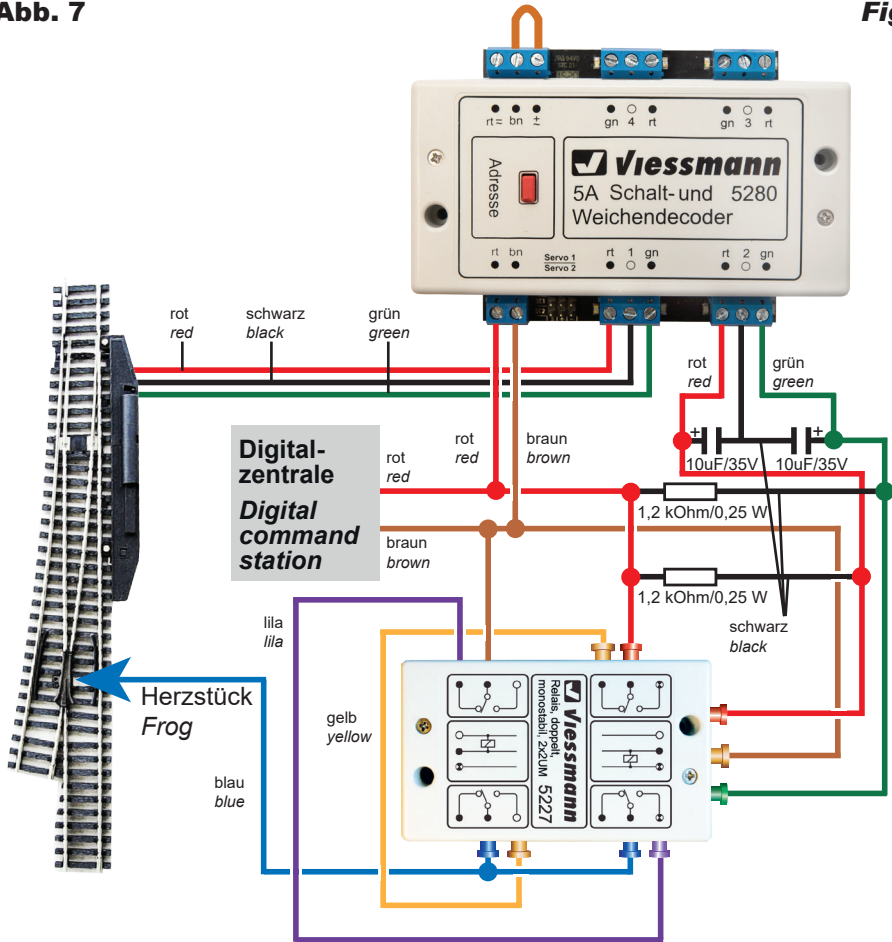 Abb. 7
Fig
rt ≂ bn ±
gn 4 rt
gn 3 rt
Adresse
Viessmann
5A Schalt- und 5280
Weichendecoder
rt bn
Servo 1
Servo 2
rt 1 gn
rt 2 gn
rot
red
schwarz
black
grün
green
rot
red
grün
green
+
+
10uF/35V
10uF/35V
Digital-
zentrale
Digital
command
station
rot
red
rot
red
braun
brown
braun
brown
1,2 kOhm/0,25 W
1,2 kOhm/0,25 W
schwarz
black
lila
lila
gelb
yellow
Herzstück
Frog
blau
blue
Viessmann
Relais, doppelt,
monostabil, 2x2UM 5227